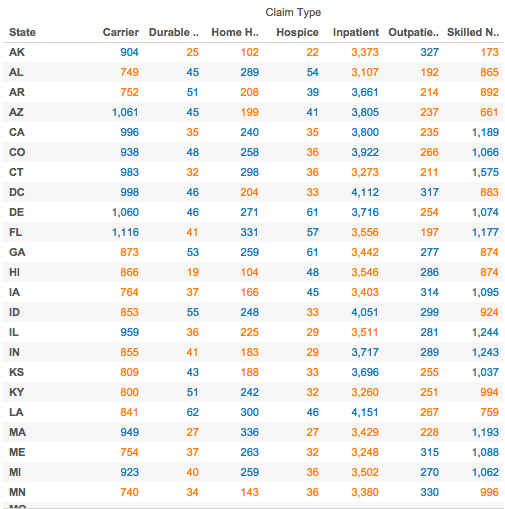 Claim Type
State Carrier Durable .. Home H.. Hospice Inpatient Outpatie.. Skilled N..
AK 904 25 102 22 3,373 327 173
AL 749 45 289 54 3,107 192 865
AR 752 51 208 39 3,661 214 892
AZ 1,061 45 199 41 3,805 237 661
CA 996 35 240 35 3,800 235 1,189
CO 938 48 258 36 3,922 266 1,066
CT 983 32 298 36 3,273 211 1,575
DC 998 46 204 33 4,112 317 883
DE 1,060 46 271 61 3,716 254 1,074
FL 1,116 41 331 57 3,556 197 1,177
GA 873 53 259 61 3,442 277 874
HI 866 19 104 48 3,546 286 874
IA 764 37 166 45 3,403 314 1,095
ID 853 55 248 33 4,051 299 924
IL 959 36 225 29 3,511 281 1,244
IN 855 41 183 29 3,717 289 1,243
KS 809 43 188 33 3,696 255 1,037
KY 800 51 242 32 3,260 251 994
LA 841 62 300 46 4,151 267 759
MA 949 27 336 27 3,429 228 1,193
ME 754 37 263 32 3,248 315 1,088
MI 923 40 259 36 3,502 270 1,062
MN 740 34 143 36 3,380 330 996